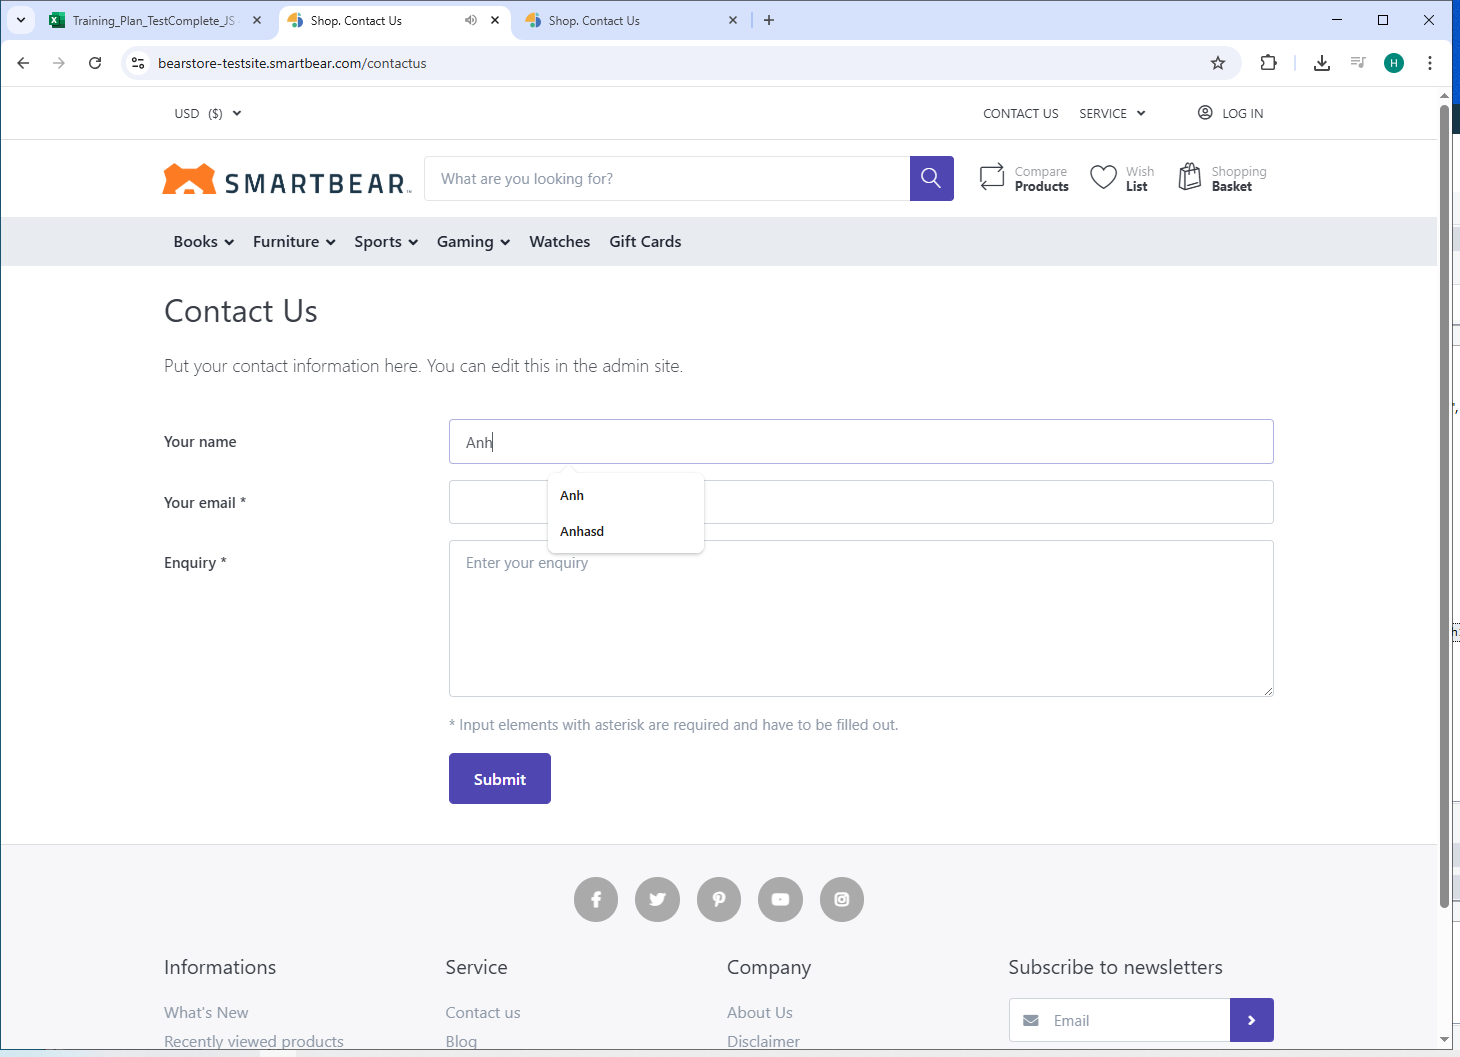 Training_Plan_TestComplete_JS
Shop. Contact Us
Shop. Contact Us
bearstore-testsite.smartbear.com/contactus
H
USD ($)
CONTACT US
SERVICE
LOG IN
SMARTBEAR
What are you looking for?
Compare
Products
Wish
List
Shopping
Basket
Books
Furniture
Sports
Gaming
Watches
Gift Cards
Contact Us
Put your contact information here. You can edit this in the admin site.
Your name
Anh
Your email *
Anh
Anhasd
Enquiry *
Enter your enquiry
* Input elements with asterisk are required and have to be filled out.
Submit
Informations
Service
Company
Subscribe to newsletters
What's New
Contact us
About Us
Email
Recently viewed products
Blog
Disclaimer